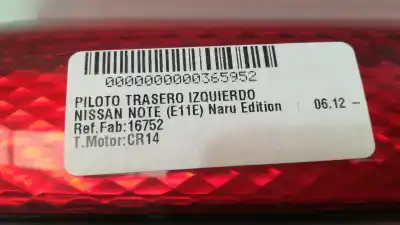 0000000000365952
PILOTO TRASERO IZQUIERDO
NISSAN NOTE (E11E) Naru Edition 06.12 -
Ref.Fab:16752
T.Motor:CR14